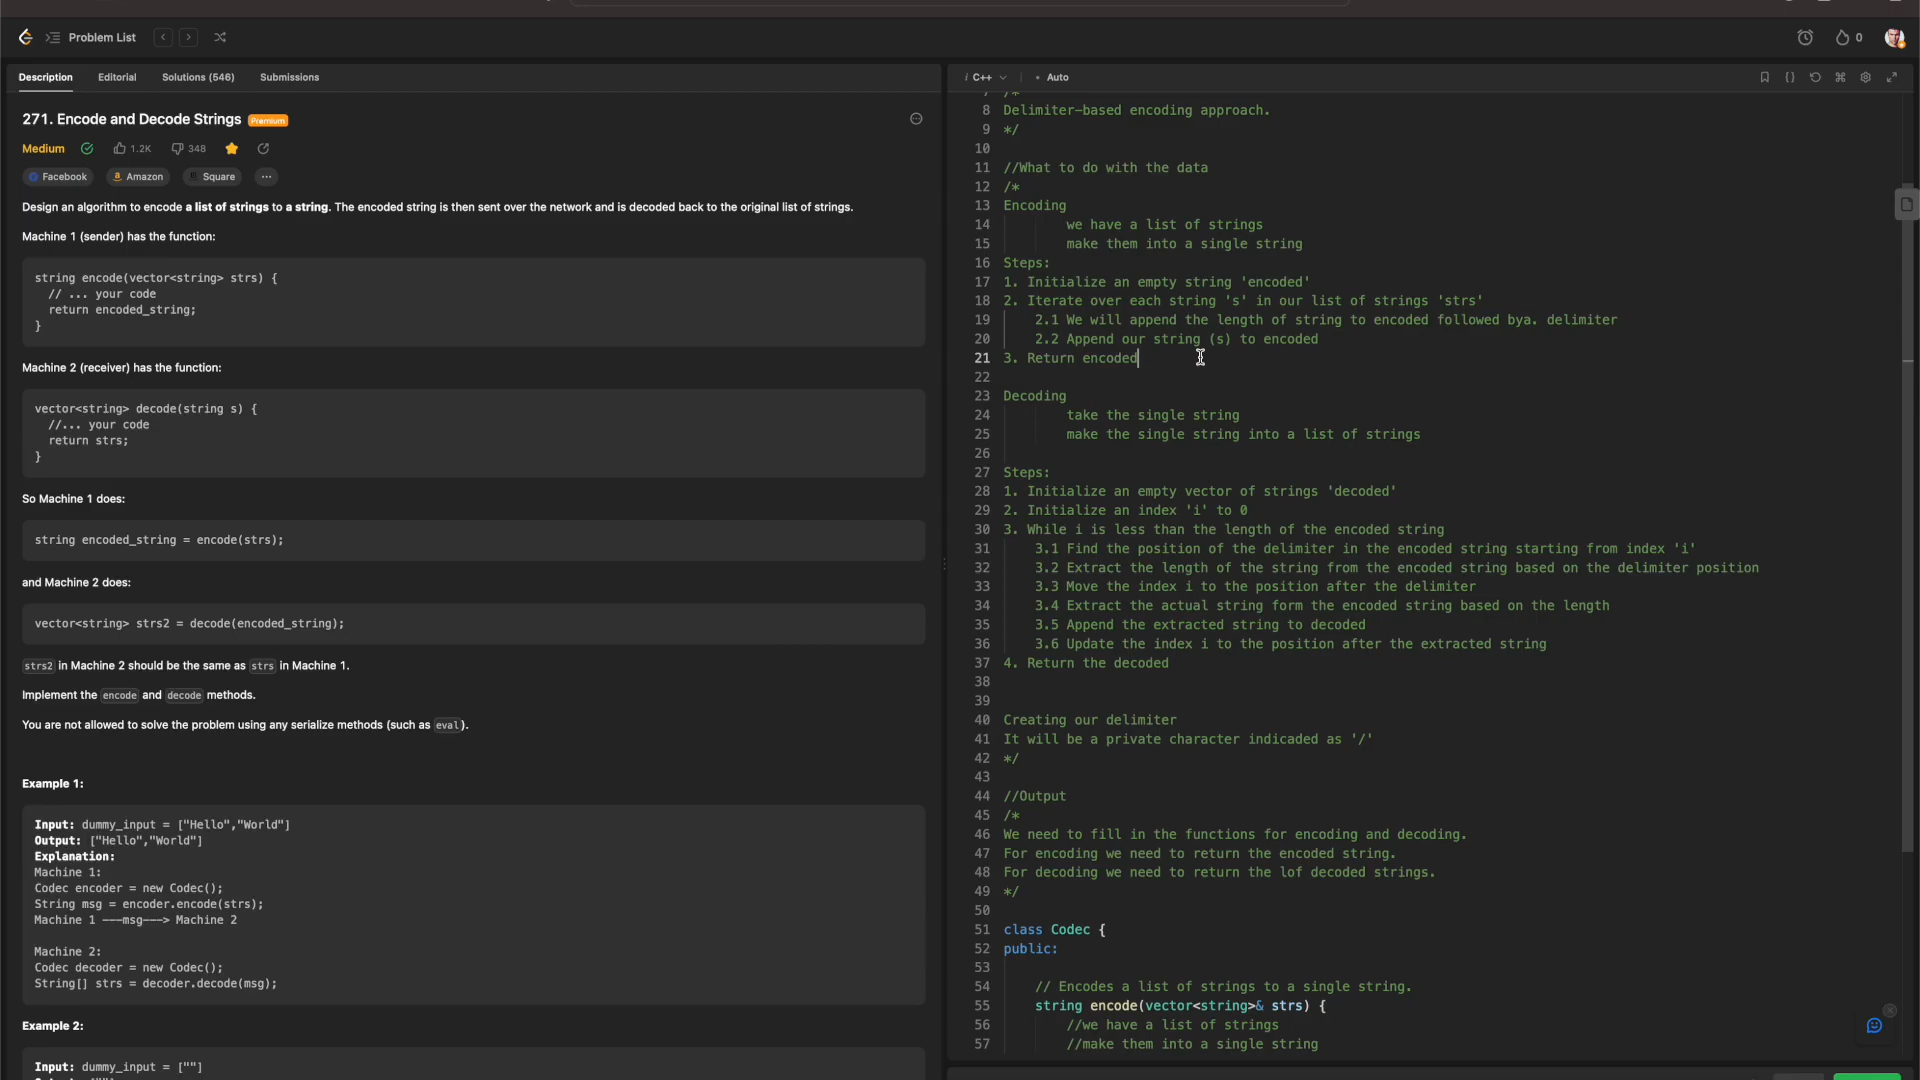 Problem List
0
Description Editorial Solutions (546) Submissions
271. Encode and Decode Strings Premium
Medium 1.2K 348
Facebook Amazon Square ...
Design an algorithm to encode a list of strings to a string. The encoded string is then sent over the network and is decoded back to the original list of strings.
Machine 1 (sender) has the function:
string encode(vector<string> strs) {
// ... your code
return encoded_string;
}
Machine 2 (receiver) has the function:
vector<string> decode(string s) {
//... your code
return strs;
}
So Machine 1 does:
string encoded_string = encode(strs);
and Machine 2 does:
vector<string> strs2 = decode(encoded_string);
strs2 in Machine 2 should be the same as strs in Machine 1.
Implement the encode and decode methods.
You are not allowed to solve the problem using any serialize methods (such as eval).
Example 1:
Input: dummy_input = ["Hello","World"]
Output: ["Hello","World"]
Explanation:
Machine 1:
Codec encoder = new Codec();
String msg = encoder.encode(strs);
Machine 1 ---msg---> Machine 2
Machine 2:
Codec decoder = new Codec();
String[] strs = decoder.decode(msg);
Example 2:
Input: dummy_input = [""]
i C++ • Auto
7 /*
8 Delimiter-based encoding approach.
9 */
10
11 //What to do with the data
12 /*
13 Encoding
14 we have a list of strings
15 make them into a single string
16 Steps:
17 1. Initialize an empty string 'encoded'
18 2. Iterate over each string 's' in our list of strings 'strs'
19 2.1 We will append the length of string to encoded followed bya. delimiter
20 2.2 Append our string (s) to encoded
21 3. Return encoded
22
23 Decoding
24 take the single string
25 make the single string into a list of strings
26
27 Steps:
28 1. Initialize an empty vector of strings 'decoded'
29 2. Initialize an index 'i' to 0
30 3. While i is less than the length of the encoded string
31 3.1 Find the position of the delimiter in the encoded string starting from index 'i'
32 3.2 Extract the length of the string from the encoded string based on the delimiter position
33 3.3 Move the index i to the position after the delimiter
34 3.4 Extract the actual string form the encoded string based on the length
35 3.5 Append the extracted string to decoded
36 3.6 Update the index i to the position after the extracted string
37 4. Return the decoded
38
39
40 Creating our delimiter
41 It will be a private character indicaded as '/'
42 */
43
44 //Output
45 /*
46 We need to fill in the functions for encoding and decoding.
47 For encoding we need to return the encoded string.
48 For decoding we need to return the lof decoded strings.
49 */
50
51 class Codec {
52 public:
53
54 // Encodes a list of strings to a single string.
55 string encode(vector<string>& strs) {
56 //we have a list of strings
57 //make them into a single string